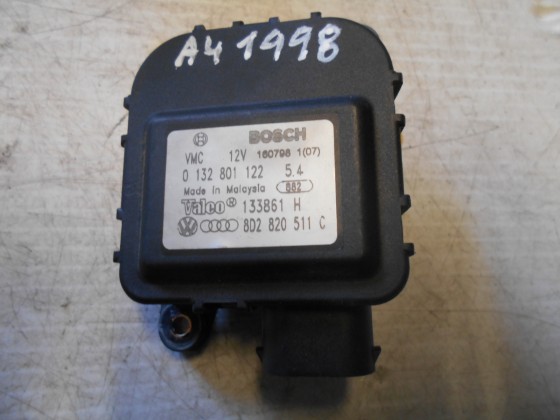 A4 1998
BOSCH
VMC 12V 160798 1(07)
0 132 801 122 5.4
Made in Malaysia 882
Valeo® 133861 H
8D2 820 511 C